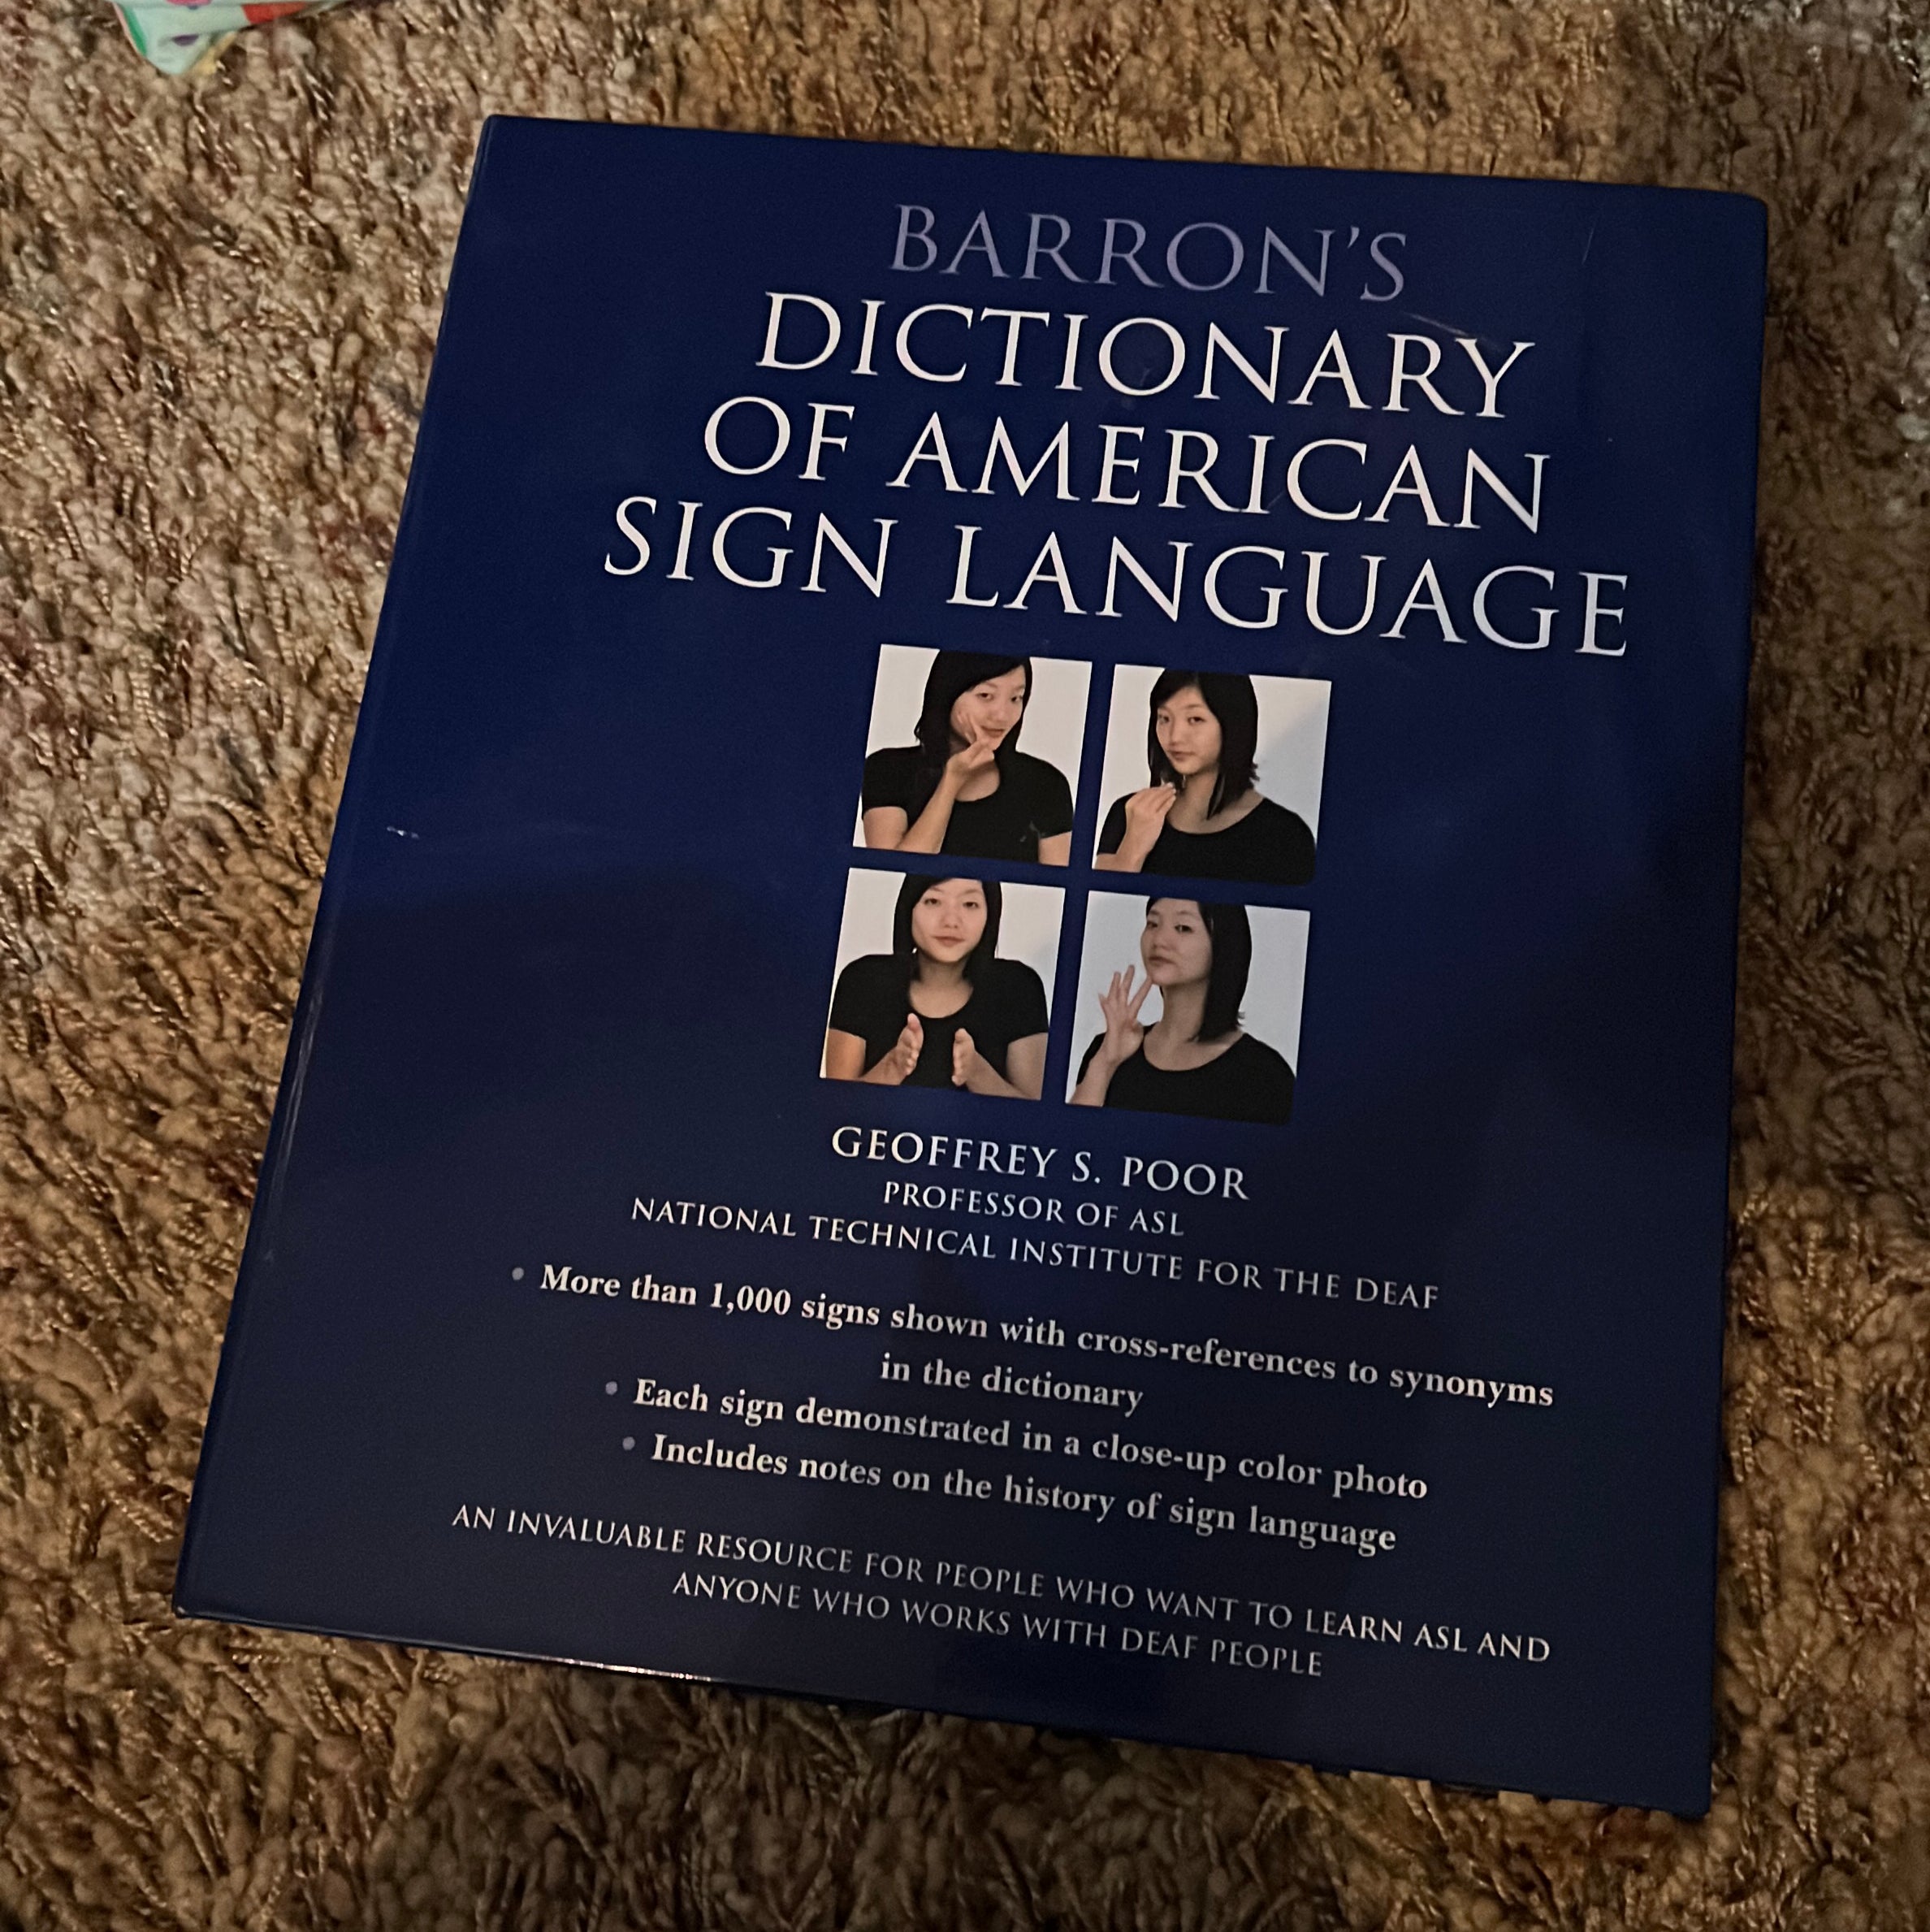 BARRON'S
DICTIONARY
OF AMERICAN
SIGN LANGUAGE
GEOFFREY S. POOR
PROFESSOR OF ASL
NATIONAL TECHNICAL INSTITUTE FOR THE DEAF
• More than 1,000 signs shown with cross-references to synonyms
in the dictionary
• Each sign demonstrated in a close-up color photo
• Includes notes on the history of sign language
AN INVALUABLE RESOURCE FOR PEOPLE WHO WANT TO LEARN ASL AND
ANYONE WHO WORKS WITH DEAF PEOPLE